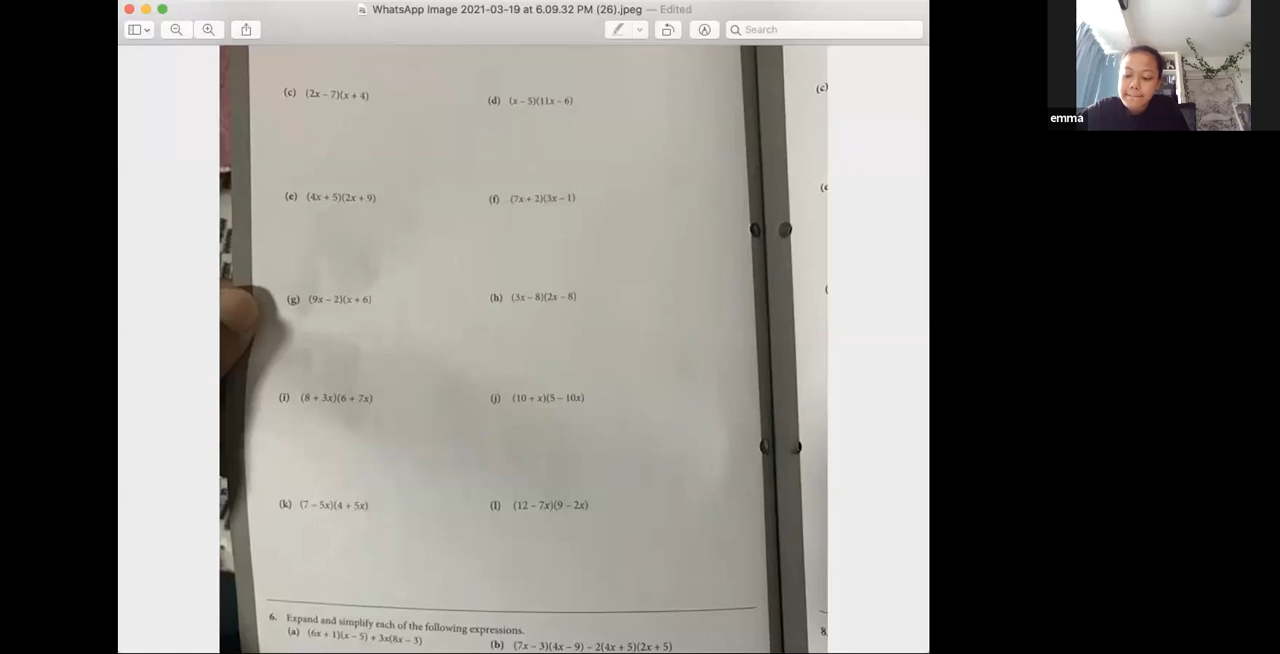 WhatsApp Image 2021-03-19 at 6.09.32 PM (26).jpeg — Edited
Search
(c) (2x – 7)(x + 4)
(d) (x – 5)(11x – 6)
(c)
emma
(e) (4x + 5)(2x + 9)
(f) (7x + 2)(3x – 1)
(g) (9x – 2)(x + 6)
(h) (3x – 8)(2x – 8)
(i) (8 + 3x)(6 + 7x)
(j) (10 + x)(5 – 10x)
(k) (7 – 5x)(4 + 5x)
(l) (12 – 7x)(9 – 2x)
6. Expand and simplify each of the following expressions.
(a) (6x + 1)(x – 5) + 3x(8x – 3)
(b) (7x – 3)(4x – 9) – 2(4x + 5)(2x + 5)
8.